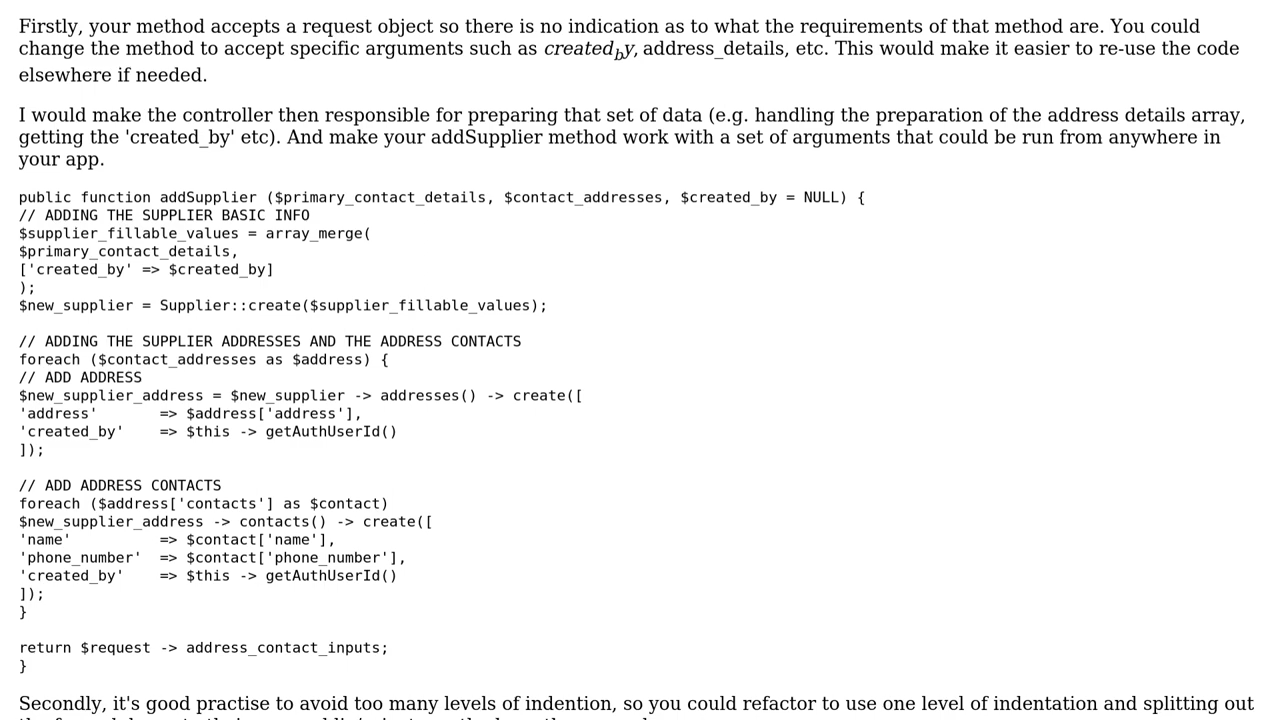 Firstly, your method accepts a request object so there is no indication as to what the requirements of that method are. You could
change the method to accept specific arguments such as created_by, address_details, etc. This would make it easier to re-use the code
elsewhere if needed.
I would make the controller then responsible for preparing that set of data (e.g. handling the preparation of the address details array,
getting the 'created_by' etc). And make your addSupplier method work with a set of arguments that could be run from anywhere in
your app.
public function addSupplier ($primary_contact_details, $contact_addresses, $created_by = NULL) {
// ADDING THE SUPPLIER BASIC INFO
$supplier_fillable_values = array_merge(
$primary_contact_details,
['created_by' => $created_by]
);
$new_supplier = Supplier::create($supplier_fillable_values);
// ADDING THE SUPPLIER ADDRESSES AND THE ADDRESS CONTACTS
foreach ($contact_addresses as $address) {
// ADD ADDRESS
$new_supplier_address = $new_supplier -> addresses() -> create([
'address'       => $address['address'],
'created_by'    => $this -> getAuthUserId()
]);
// ADD ADDRESS CONTACTS
foreach ($address['contacts'] as $contact)
$new_supplier_address -> contacts() -> create([
'name'          => $contact['name'],
'phone_number'  => $contact['phone_number'],
'created_by'    => $this -> getAuthUserId()
]);
}
return $request -> address_contact_inputs;
}
Secondly, it's good practise to avoid too many levels of indention, so you could refactor to use one level of indentation and splitting out